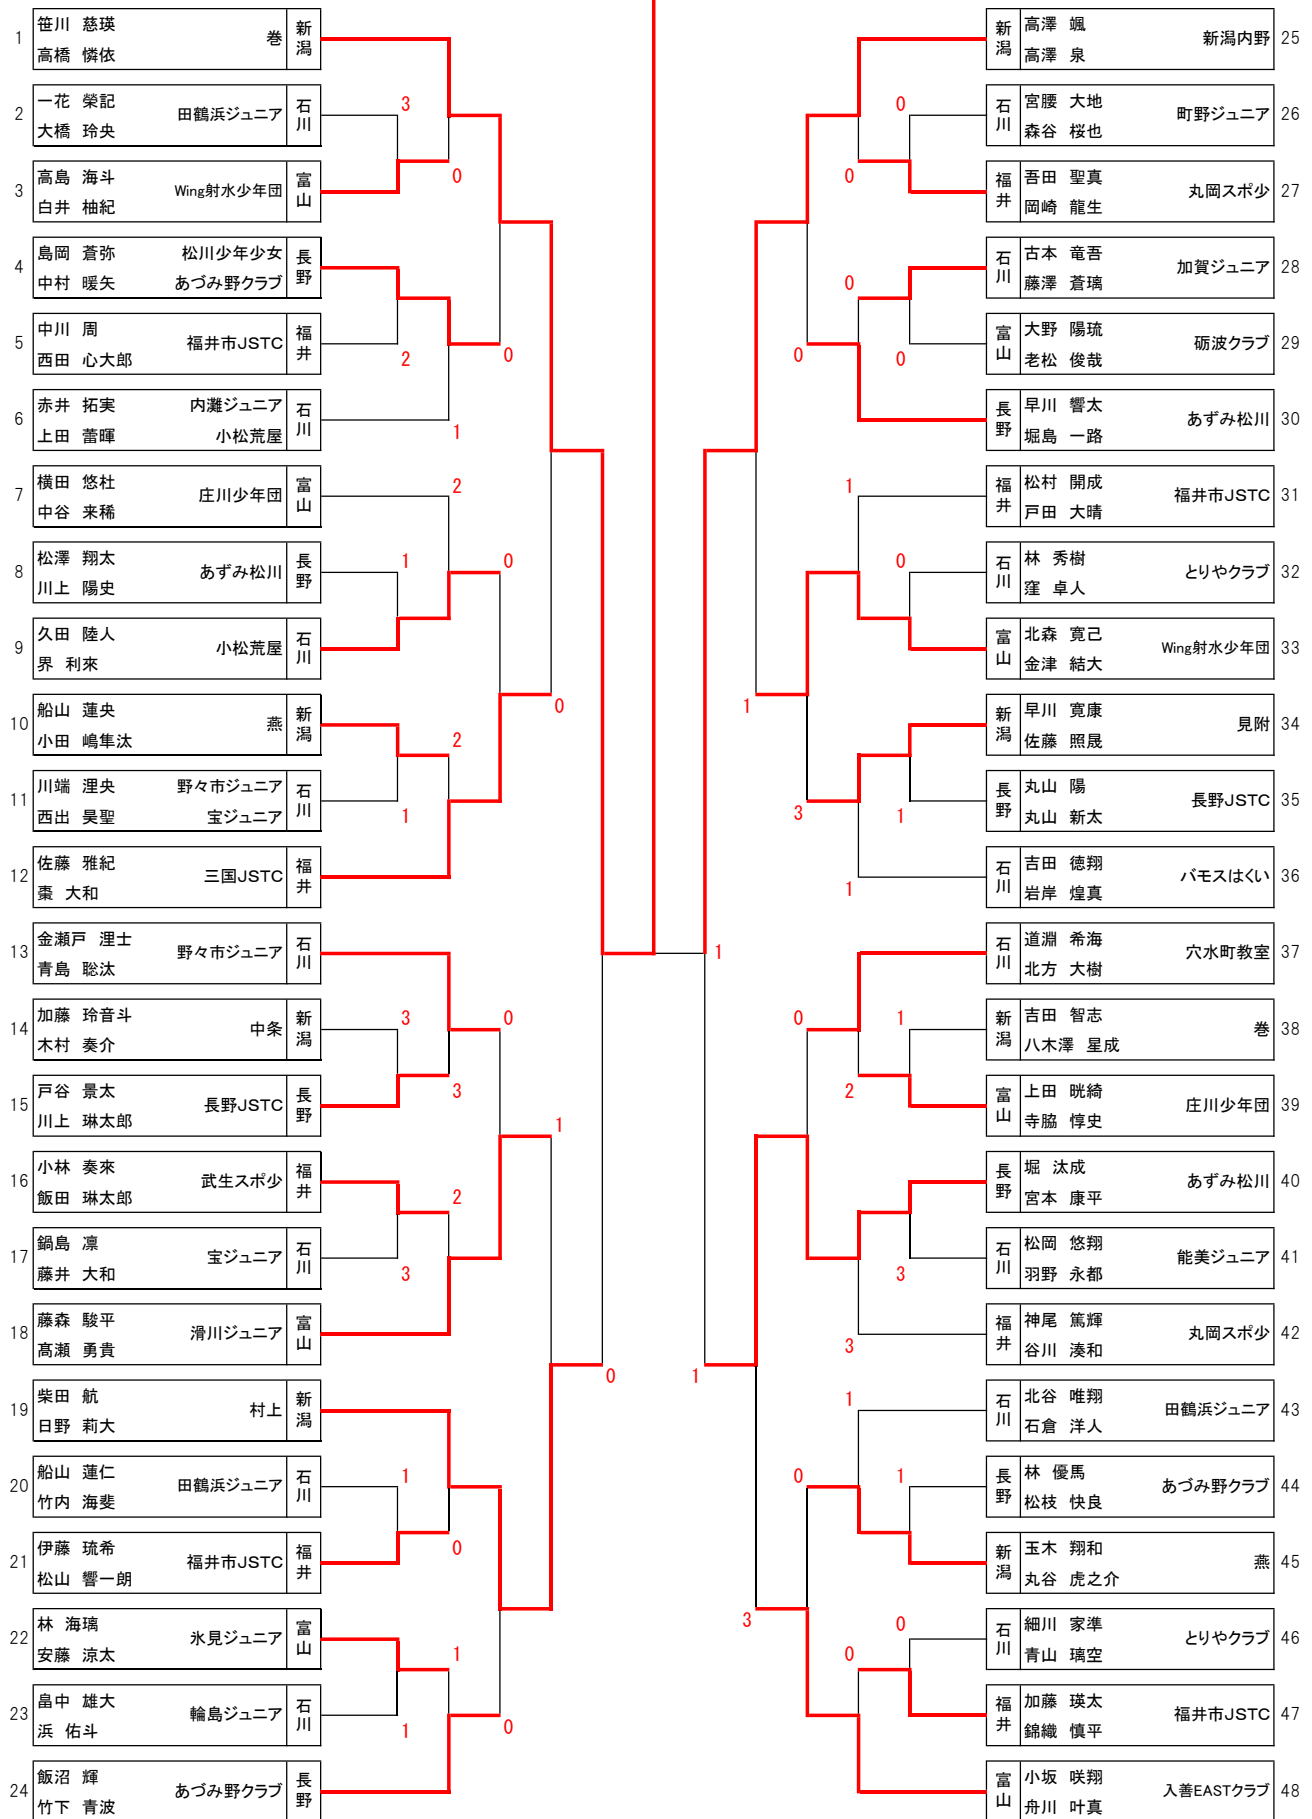 1 笹川 慈瑛 高橋 憐依 巻 新潟
2 一花 榮記 大橋 玲央 田鶴浜ジュニア 石川
3 高島 海斗 白井 柚紀 Wing射水少年団 富山
4 島岡 蒼弥 松川少年少女 中村 暖矢 あづみ野クラブ 長野
5 中川 周 西田 心大郎 福井市JSTC 福井
6 赤井 拓実 内灘ジュニア 上田 蕾暉 小松荒屋 石川
7 横田 悠杜 中谷 来稀 庄川少年団 富山
8 松澤 翔太 川上 陽史 あずみ松川 長野
9 久田 陸人 界 利來 小松荒屋 石川
10 船山 蓮央 小田 嶋隼汰 燕 新潟
11 川端 浬央 野々市ジュニア 西出 昊聖 宝ジュニア 石川
12 佐藤 雅紀 棗 大和 三国JSTC 福井
13 金瀬戸 浬士 青島 聡汰 野々市ジュニア 石川
14 加藤 玲音斗 木村 奏介 中条 新潟
15 戸谷 景太 川上 琳太郎 長野JSTC 長野
16 小林 奏來 飯田 琳太郎 武生スポ少 福井
17 鍋島 凛 藤井 大和 宝ジュニア 石川
18 藤森 駿平 髙瀬 勇貴 滑川ジュニア 富山
19 柴田 航 日野 莉大 村上 新潟
20 船山 蓮仁 竹内 海斐 田鶴浜ジュニア 石川
21 伊藤 琉希 松山 響一朗 福井市JSTC 福井
22 林 海璃 安藤 涼太 氷見ジュニア 富山
23 畠中 雄大 浜 佑斗 輪島ジュニア 石川
24 飯沼 輝 竹下 青波 あづみ野クラブ 長野
3
0
2
0
1
2
1
0
2
1
0
3
3
0
2
3
1
1
0
1
1
0
0
1
0
0
0
0
0
1
0
1
3
1
1
0
1
2
3
3
1
1
0
1
3
0
0
新潟 高澤 颯 高澤 泉 新潟内野 25
石川 宮腰 大地 森谷 桜也 町野ジュニア 26
福井 吾田 聖真 岡崎 龍生 丸岡スポ少 27
石川 古本 竜吾 藤澤 蒼璃 加賀ジュニア 28
富山 大野 陽琉 老松 俊哉 砺波クラブ 29
長野 早川 響太 堀島 一路 あずみ松川 30
福井 松村 開成 戸田 大晴 福井市JSTC 31
石川 林 秀樹 窪 卓人 とりやクラブ 32
富山 北森 寛己 金津 結大 Wing射水少年団 33
新潟 早川 寛康 佐藤 照晟 見附 34
長野 丸山 陽 丸山 新太 長野JSTC 35
石川 吉田 徳翔 岩岸 煌真 バモスはくい 36
石川 道淵 希海 北方 大樹 穴水町教室 37
新潟 吉田 智志 八木澤 星成 巻 38
富山 上田 晄綺 寺脇 惇史 庄川少年団 39
長野 堀 汰成 宮本 康平 あずみ松川 40
石川 松岡 悠翔 羽野 永都 能美ジュニア 41
福井 神尾 篤輝 谷川 湊和 丸岡スポ少 42
石川 北谷 唯翔 石倉 洋人 田鶴浜ジュニア 43
長野 林 優馬 松枝 快良 あづみ野クラブ 44
新潟 玉木 翔和 丸谷 虎之介 燕 45
石川 細川 家準 青山 璃空 とりやクラブ 46
福井 加藤 瑛太 錦織 慎平 福井市JSTC 47
富山 小坂 咲翔 舟川 叶真 入善EASTクラブ 48